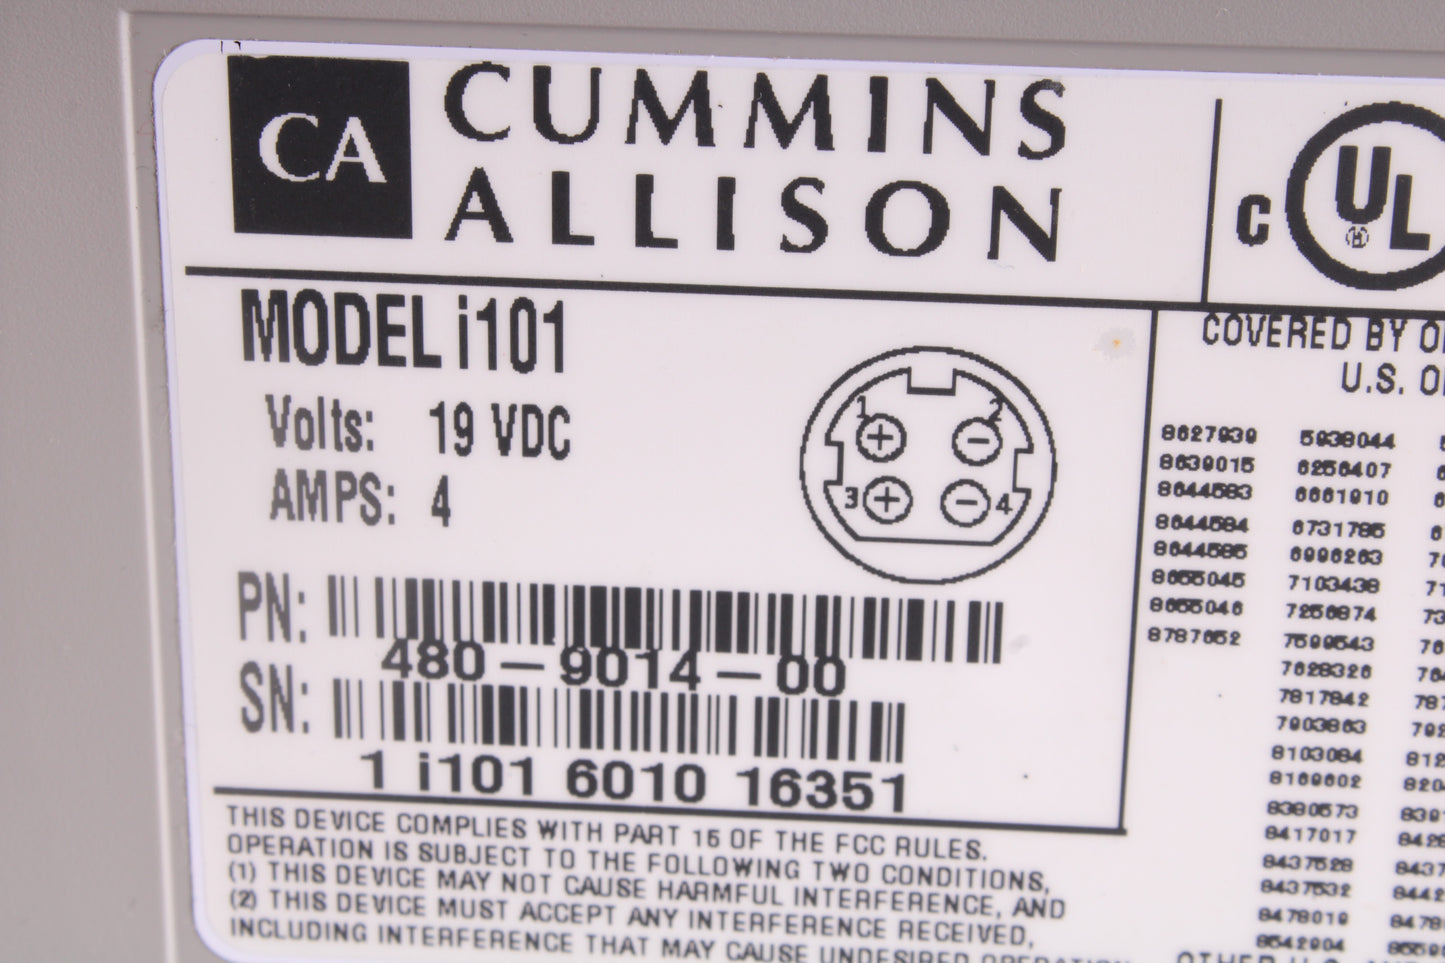 CA
CUMMINS
ALLISON
C UL
MODEL i101
Volts: 19 VDC
AMPS: 4
1 2
3 4
PN:
480-9014-00
SN:
1 i101 6010 16351
THIS DEVICE COMPLIES WITH PART 15 OF THE FCC RULES.
OPERATION IS SUBJECT TO THE FOLLOWING TWO CONDITIONS,
(1) THIS DEVICE MAY NOT CAUSE HARMFUL INTERFERENCE, AND
(2) THIS DEVICE MUST ACCEPT ANY INTERFERENCE RECEIVED,
INCLUDING INTERFERENCE THAT MAY CAUSE UNDESIRED OPERATION
COVERED BY
U.S.
8627939 5938044
8639015 6256407
8644583 6661910
8644584 6731785
8644585 6996263
8655045 7103438
8655046 7256874
8787652 7599543
7628326
7817842
7903863
8103084
8169602
8380573
8417017
8437528
8437532
8478019
8542904